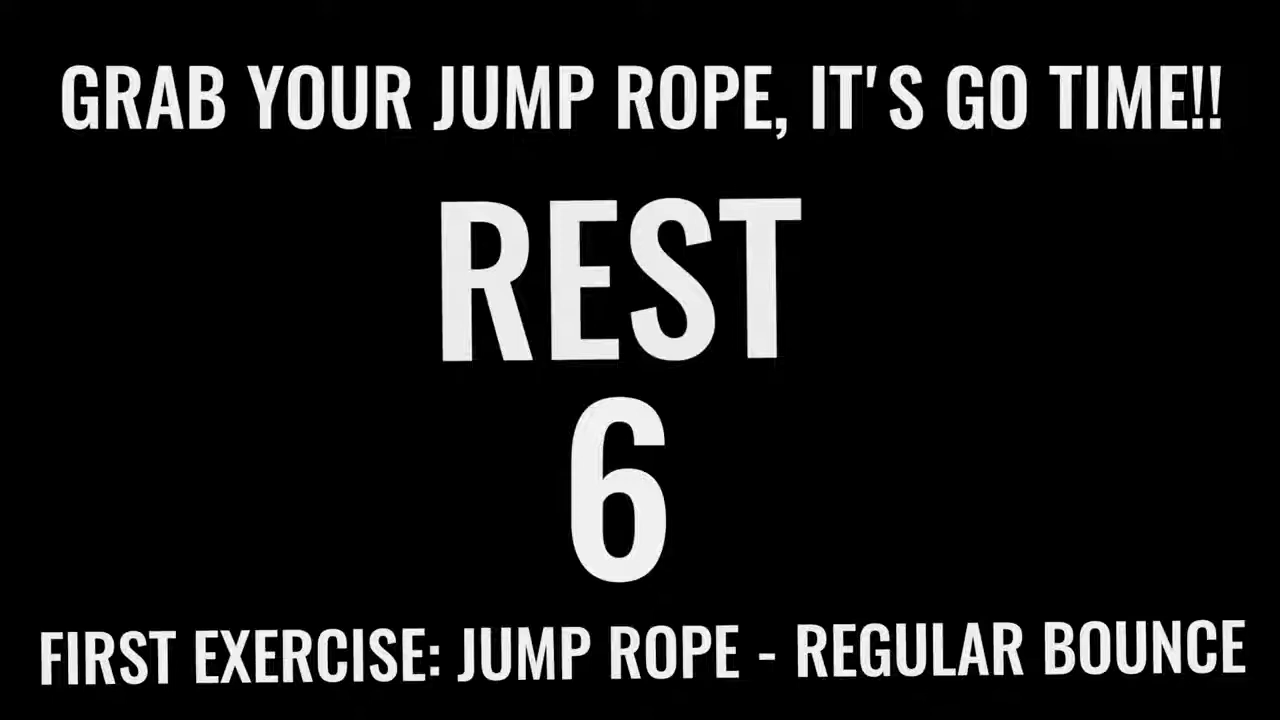 GRAB YOUR JUMP ROPE, IT'S GO TIME!!
REST
6
FIRST EXERCISE: JUMP ROPE - REGULAR BOUNCE